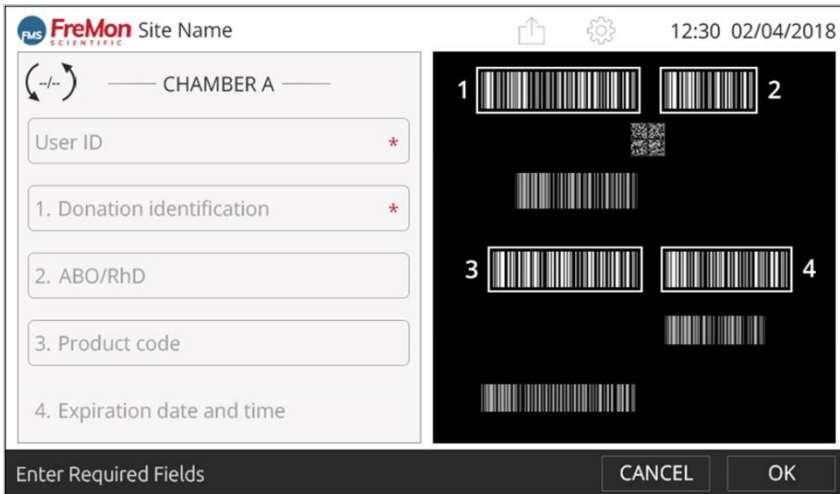 FMS FreMon Site Name 12:30 02/04/2018
SCIENTIFIC
--/-- CHAMBER A
User ID *
1. Donation identification *
2. ABO/RhD
3. Product code
4. Expiration date and time
1 2
3 4
Enter Required Fields CANCEL OK